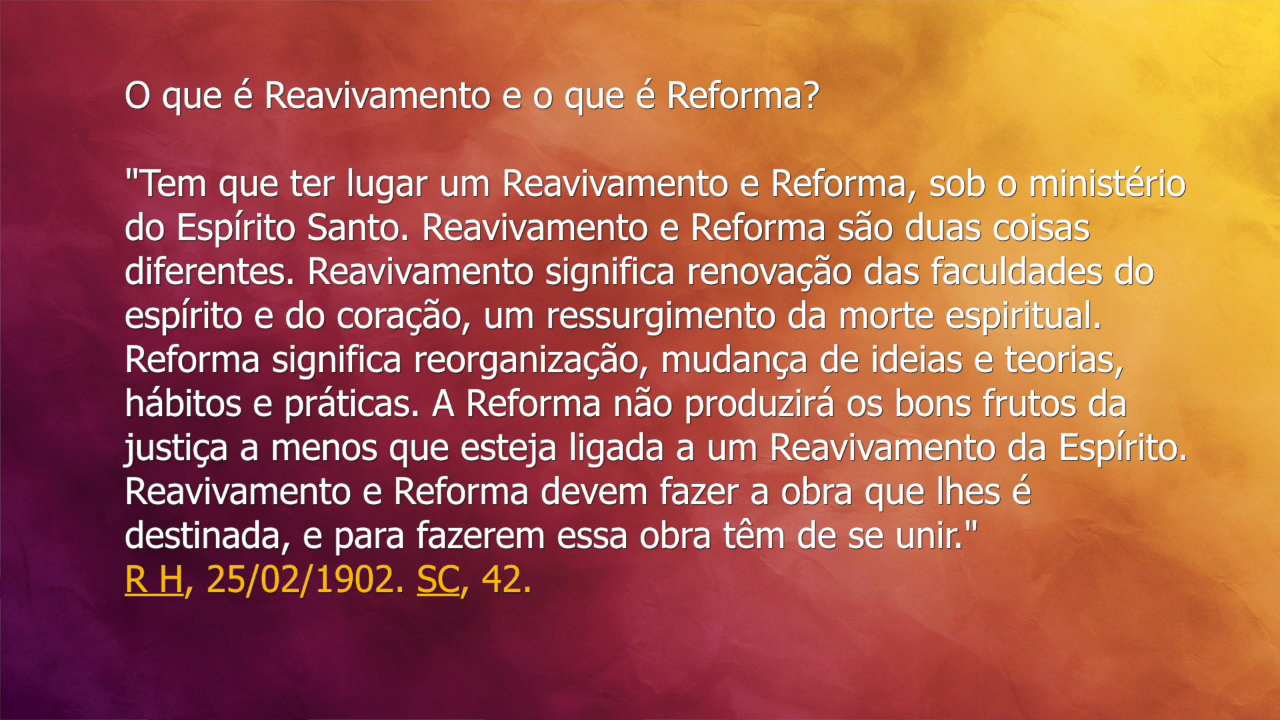 O que é Reavivamento e o que é Reforma?
"Tem que ter lugar um Reavivamento e Reforma, sob o ministério
do Espírito Santo. Reavivamento e Reforma são duas coisas
diferentes. Reavivamento significa renovação das faculdades do
espírito e do coração, um ressurgimento da morte espiritual.
Reforma significa reorganização, mudança de ideias e teorias,
hábitos e práticas. A Reforma não produzirá os bons frutos da
justiça a menos que esteja ligada a um Reavivamento da Espírito.
Reavivamento e Reforma devem fazer a obra que lhes é
destinada, e para fazerem essa obra têm de se unir."
R H, 25/02/1902. SC, 42.